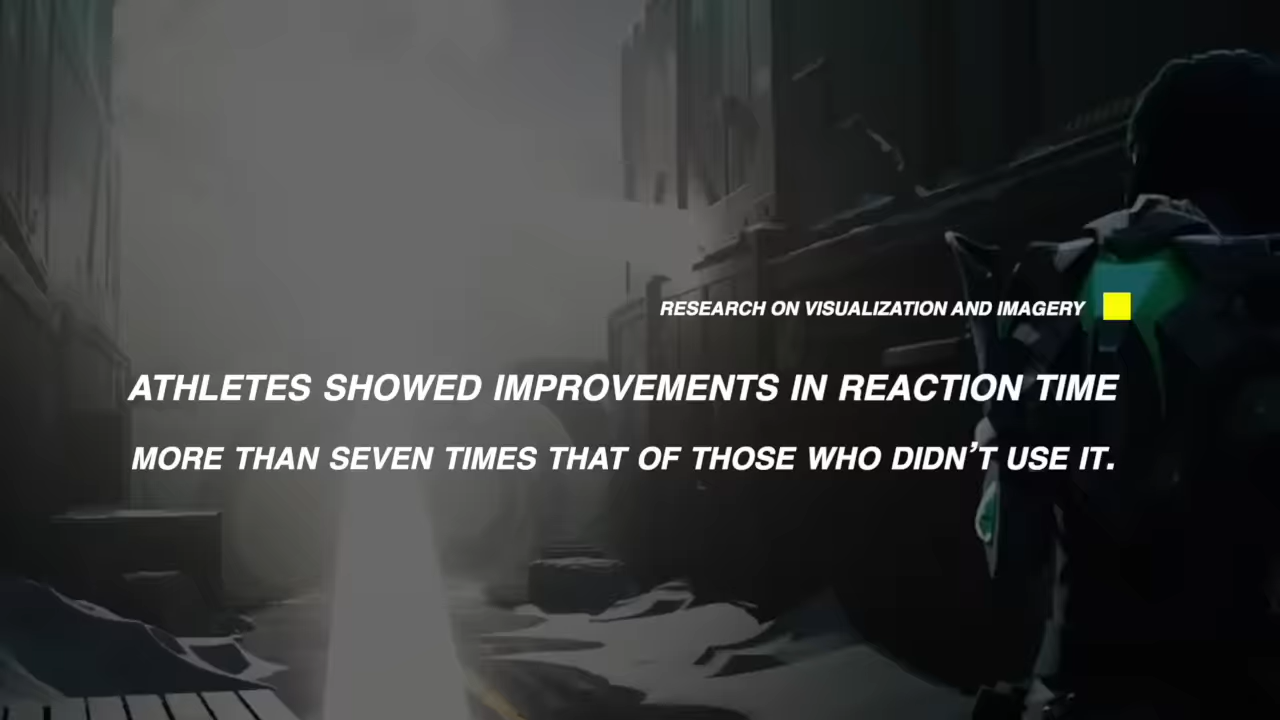 RESEARCH ON VISUALIZATION AND IMAGERY
ATHLETES SHOWED IMPROVEMENTS IN REACTION TIME
MORE THAN SEVEN TIMES THAT OF THOSE WHO DIDN’T USE IT.